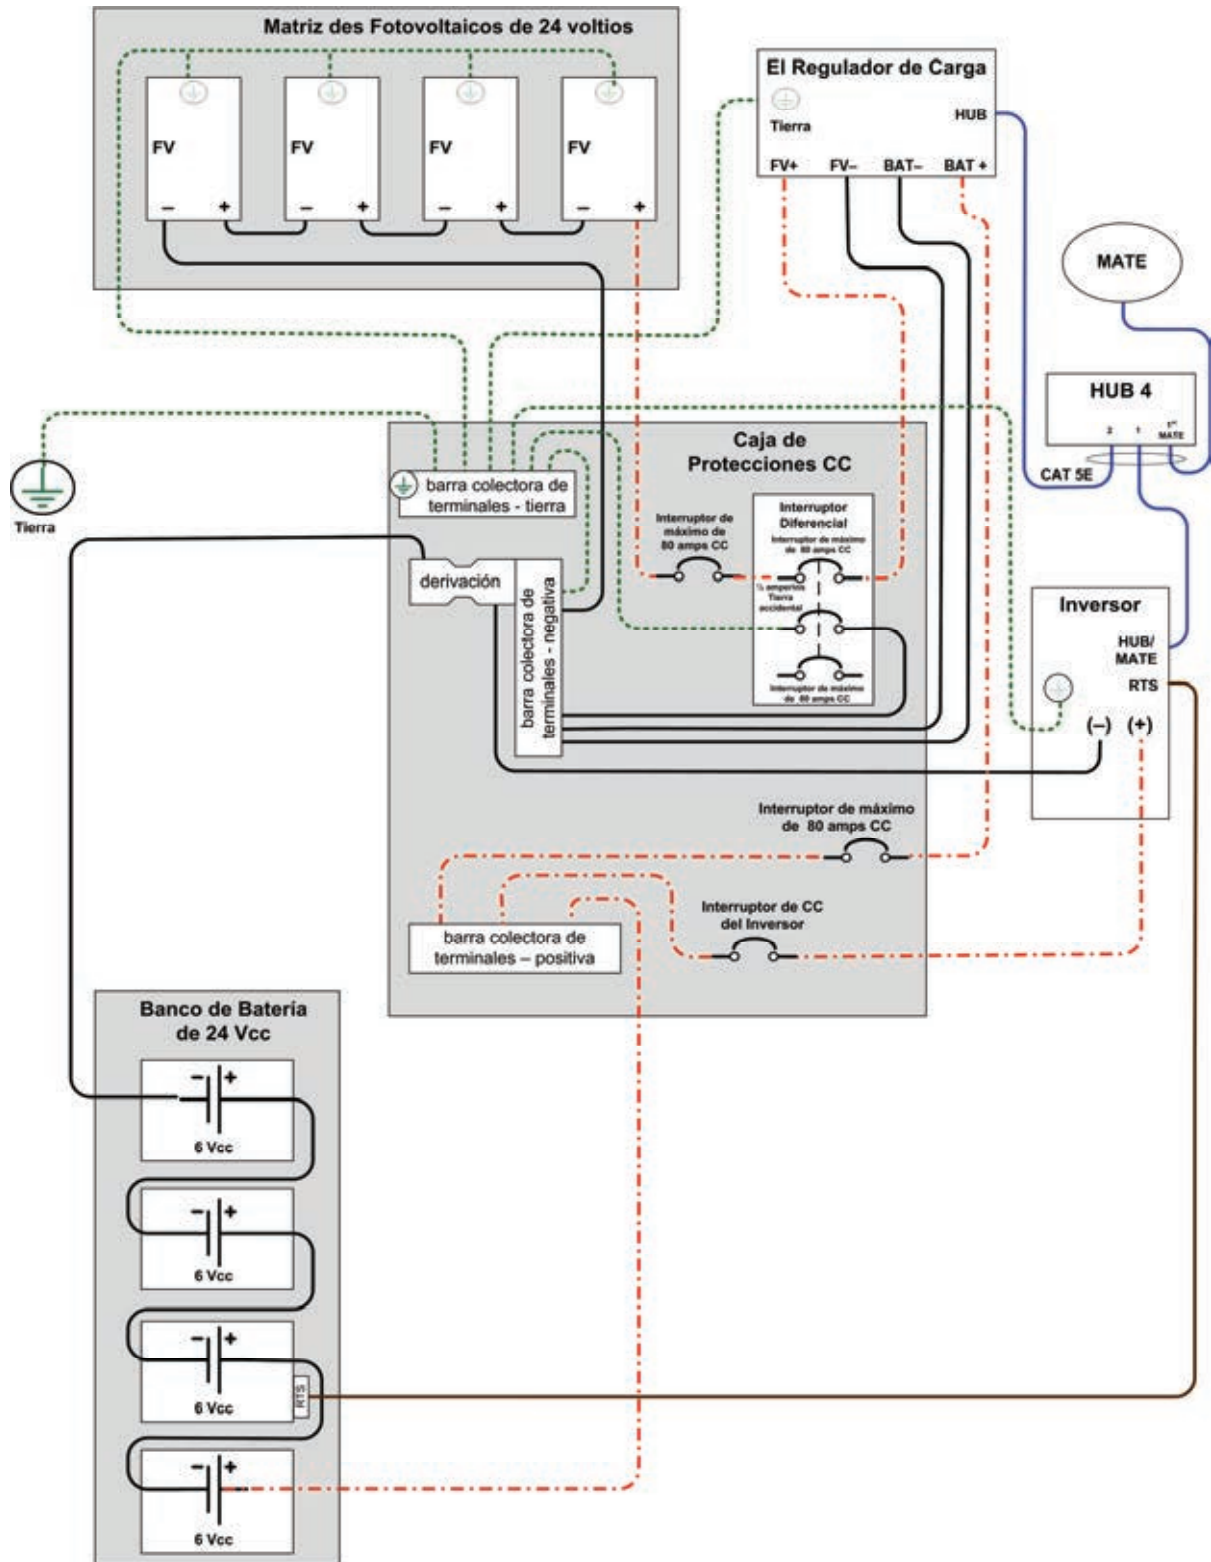 Matriz des Fotovoltaicos de 24 voltios
FV
FV
FV
FV
– +
– +
– +
– +
El Regulador de Carga
HUB
Tierra
FV+ FV– BAT– BAT +
MATE
HUB 4
2 1 1st
MATE
CAT 5E
Tierra
Caja de
Protecciones CC
barra colectora de
terminales - tierra
Interruptor de
máximo de
80 amps CC
Interruptor
Diferencial
Interruptor de máximo
de 80 amps CC
½ amperios
Tierra
accidental
Interruptor de máximo
de 80 amps CC
derivación
barra colectora de
terminales - negativa
Inversor
HUB/
MATE
RTS
(–) (+)
Interruptor de máximo
de 80 amps CC
Interruptor de CC
del Inversor
barra colectora de
terminales – positiva
Banco de Batería
de 24 Vcc
– +
6 Vcc
– +
6 Vcc
– +
6 Vcc
RTS
– +
6 Vcc